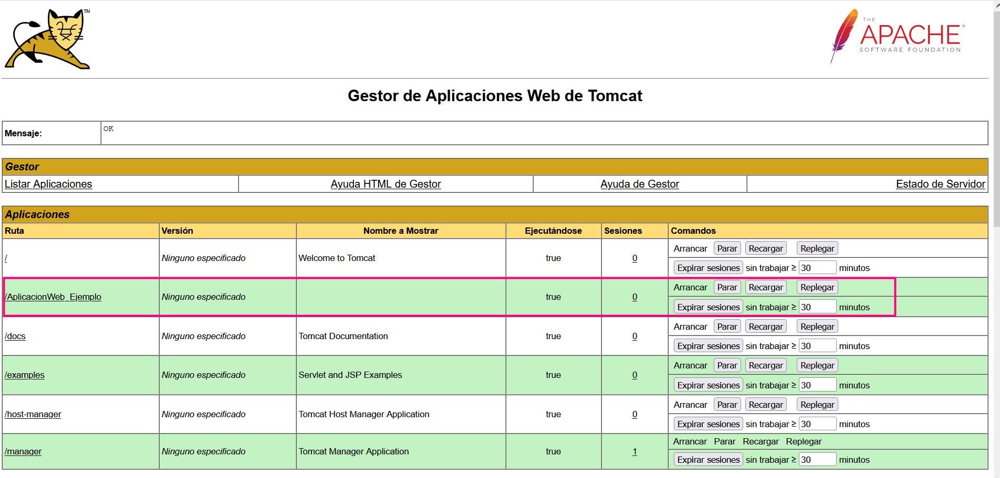 TM
THE
APACHE®
SOFTWARE FOUNDATION
Gestor de Aplicaciones Web de Tomcat
Mensaje: OK
Gestor
Listar Aplicaciones Ayuda HTML de Gestor Ayuda de Gestor Estado de Servidor
Aplicaciones
Ruta Versión Nombre a Mostrar Ejecutándose Sesiones Comandos
/ Ninguno especificado Welcome to Tomcat true 0 Arrancar Parar Recargar Replegar
Expirar sesiones sin trabajar ≥ 30 minutos
/AplicacionWeb_Ejemplo Ninguno especificado true 0 Arrancar Parar Recargar Replegar
Expirar sesiones sin trabajar ≥ 30 minutos
/docs Ninguno especificado Tomcat Documentation true 0 Arrancar Parar Recargar Replegar
Expirar sesiones sin trabajar ≥ 30 minutos
/examples Ninguno especificado Servlet and JSP Examples true 0 Arrancar Parar Recargar Replegar
Expirar sesiones sin trabajar ≥ 30 minutos
/host-manager Ninguno especificado Tomcat Host Manager Application true 0 Arrancar Parar Recargar Replegar
Expirar sesiones sin trabajar ≥ 30 minutos
/manager Ninguno especificado Tomcat Manager Application true 1 Arrancar Parar Recargar Replegar
Expirar sesiones sin trabajar ≥ 30 minutos